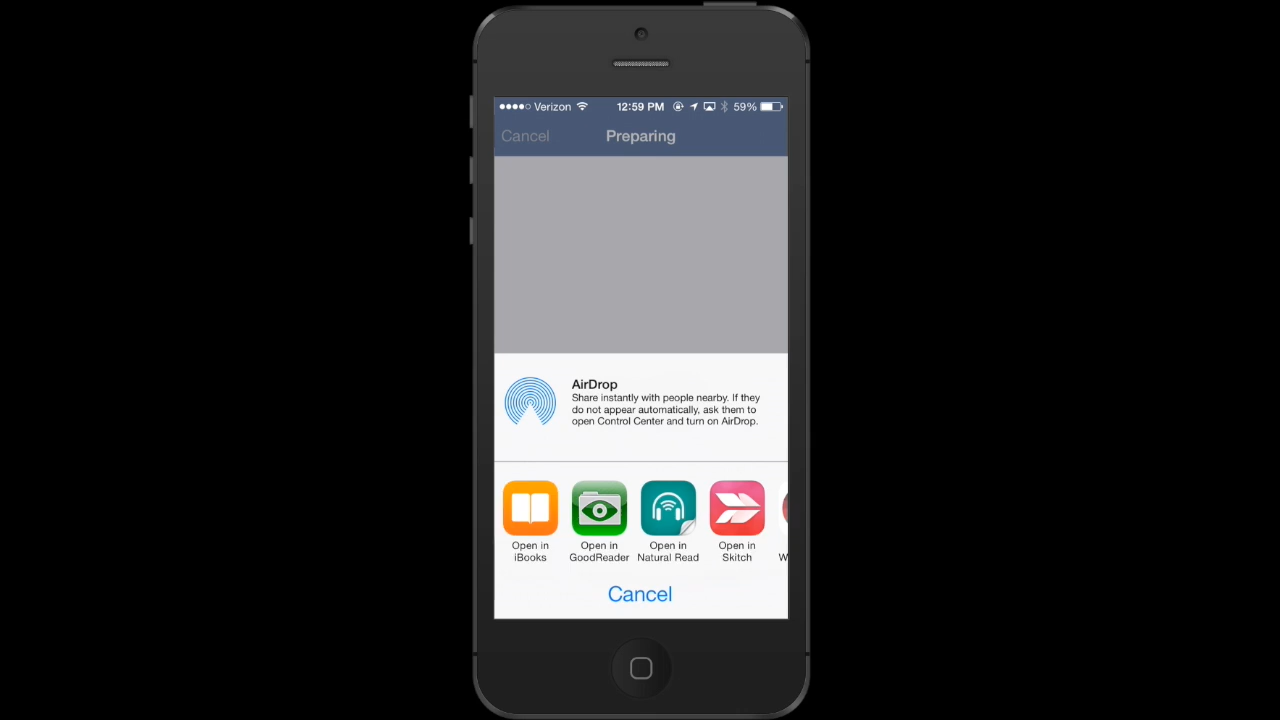 Verizon 12:59 PM 59%
Cancel Preparing
AirDrop
Share instantly with people nearby. If they
do not appear automatically, ask them to
open Control Center and turn on AirDrop.
Open in Open in Open in Open in
iBooks GoodReader Natural Read Skitch W
Cancel